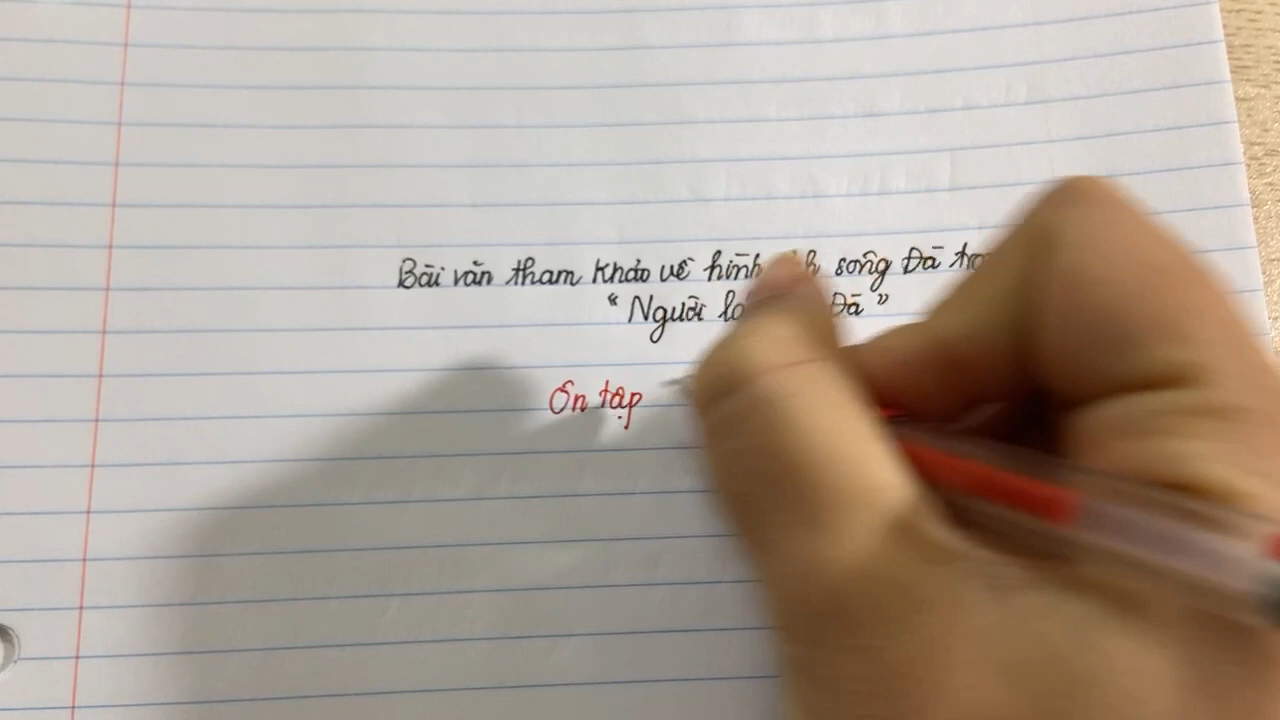 Bài văn tham khảo về hình sông Đà
"Người Đà"
Ôn tập